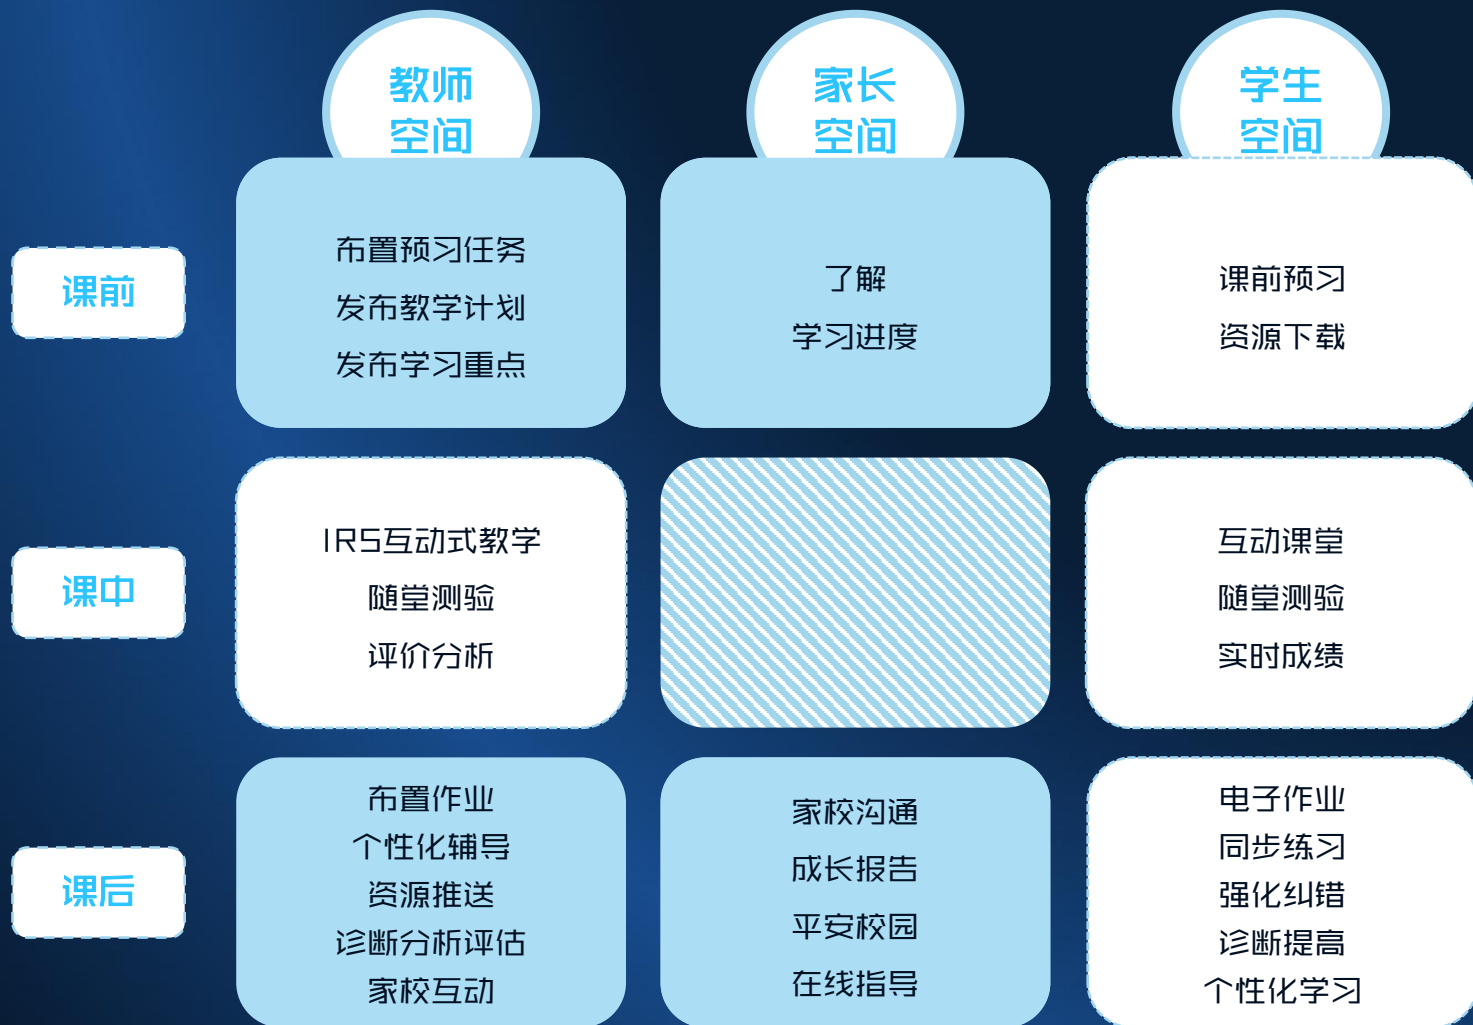 教师
空间
家长
空间
学生
空间
课前
布置预习任务
发布教学计划
发布学习重点
了解
学习进度
课前预习
资源下载
课中
IRS互动式教学
随堂测验
评价分析
互动课堂
随堂测验
实时成绩
课后
布置作业
个性化辅导
资源推送
诊断分析评估
家校互动
家校沟通
成长报告
平安校园
在线指导
电子作业
同步练习
强化纠错
诊断提高
个性化学习